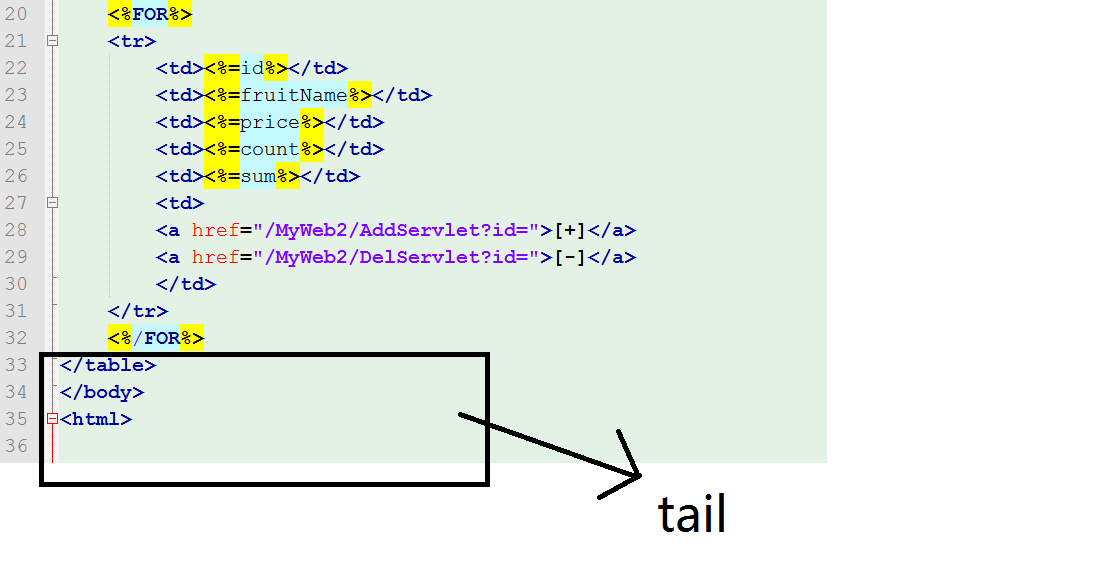 20 <%FOR%>
21 <tr>
22 <td><%=id%></td>
23 <td><%=fruitName%></td>
24 <td><%=price%></td>
25 <td><%=count%></td>
26 <td><%=sum%></td>
27 <td>
28 <a href="/MyWeb2/AddServlet?id=">[+]</a>
29 <a href="/MyWeb2/DelServlet?id=">[-]</a>
30 </td>
31 </tr>
32 <%/FOR%>
33 </table>
34 </body>
35 <html>
36
tail